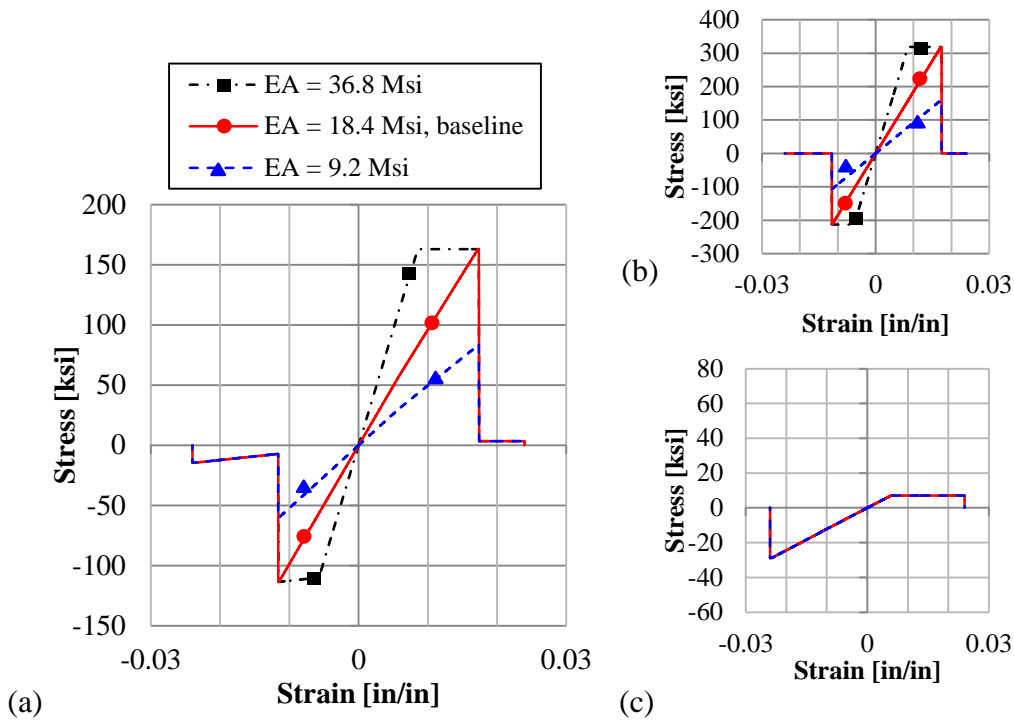 EA = 36.8 Msi
EA = 18.4 Msi, baseline
EA = 9.2 Msi
200
150
100
50
0
-50
-100
-150
-0.03
0
0.03
Stress [ksi]
Strain [in/in]
(a)
400
300
200
100
0
-100
-200
-300
-0.03
0
0.03
Stress [ksi]
Strain [in/in]
(b)
80
60
40
20
0
-20
-40
-60
-0.03
0
0.03
Stress [ksi]
Strain [in/in]
(c)